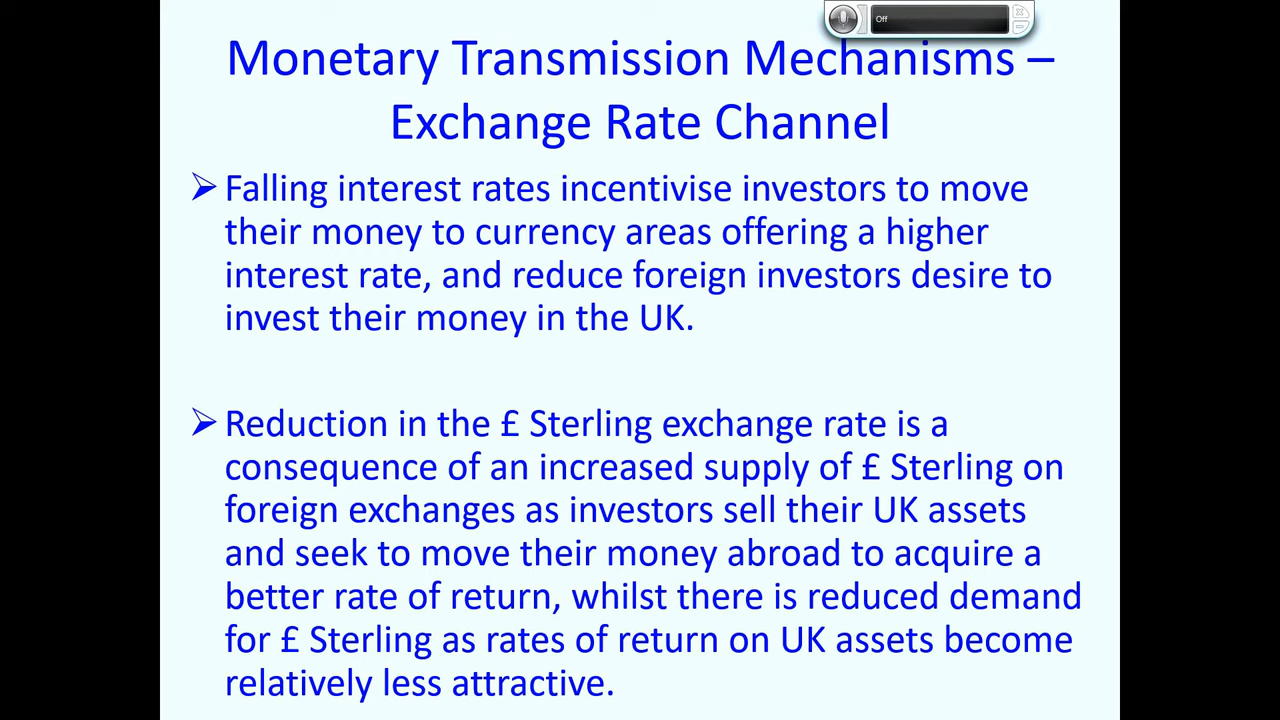 Off
Monetary Transmission Mechanisms –
Exchange Rate Channel
Falling interest rates incentivise investors to move
their money to currency areas offering a higher
interest rate, and reduce foreign investors desire to
invest their money in the UK.
Reduction in the £ Sterling exchange rate is a
consequence of an increased supply of £ Sterling on
foreign exchanges as investors sell their UK assets
and seek to move their money abroad to acquire a
better rate of return, whilst there is reduced demand
for £ Sterling as rates of return on UK assets become
relatively less attractive.